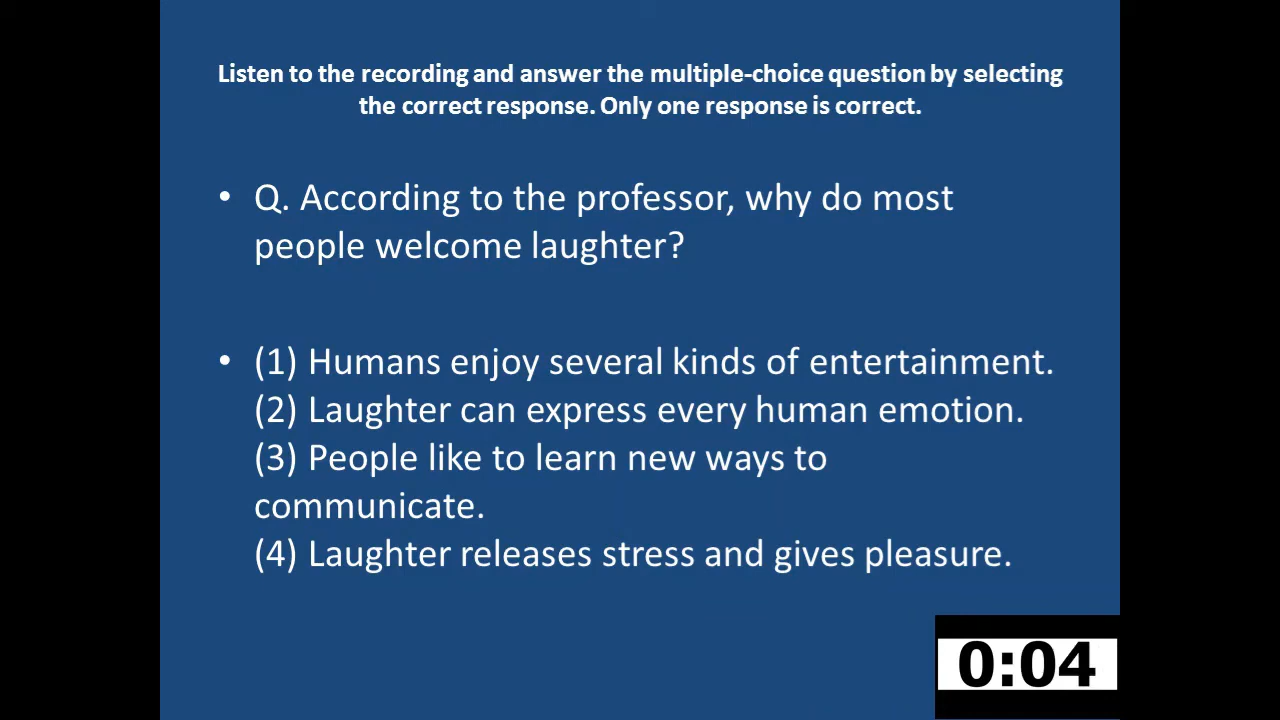 Listen to the recording and answer the multiple-choice question by selecting
the correct response. Only one response is correct.
• Q. According to the professor, why do most
people welcome laughter?
• (1) Humans enjoy several kinds of entertainment.
(2) Laughter can express every human emotion.
(3) People like to learn new ways to
communicate.
(4) Laughter releases stress and gives pleasure.
0:04